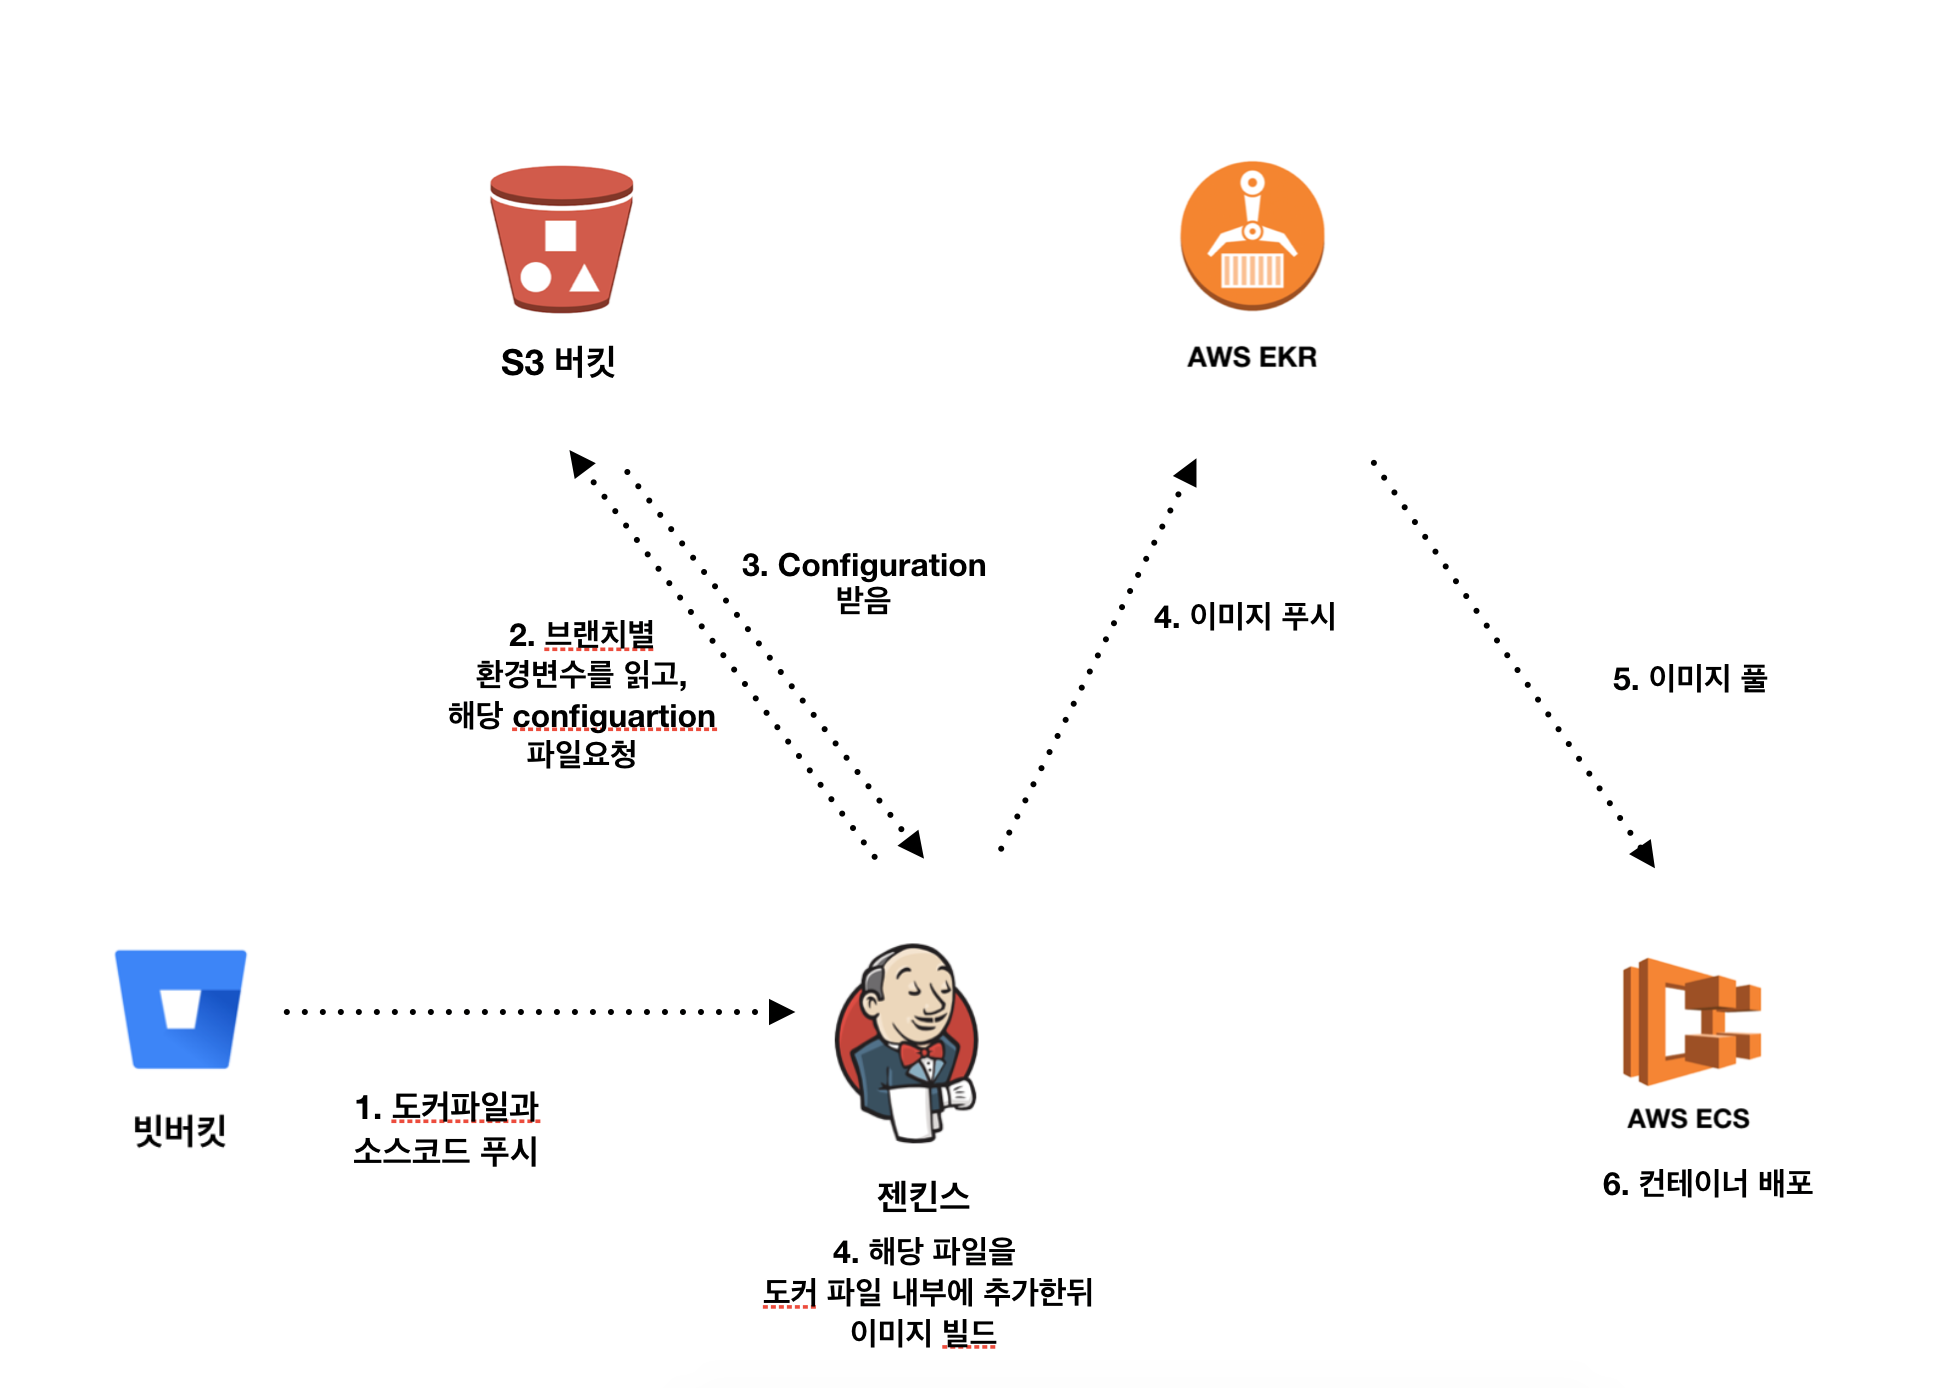 S3 버킷
AWS EKR
3. Configuration
받음
2. 브랜치별
환경변수를 읽고,
해당 configuartion
파일요청
4. 이미지 푸시
5. 이미지 풀
빗버킷
1. 도커파일과
소스코드 푸시
젠킨스
4. 해당 파일을
도커 파일 내부에 추가한뒤
이미지 빌드
AWS ECS
6. 컨테이너 배포